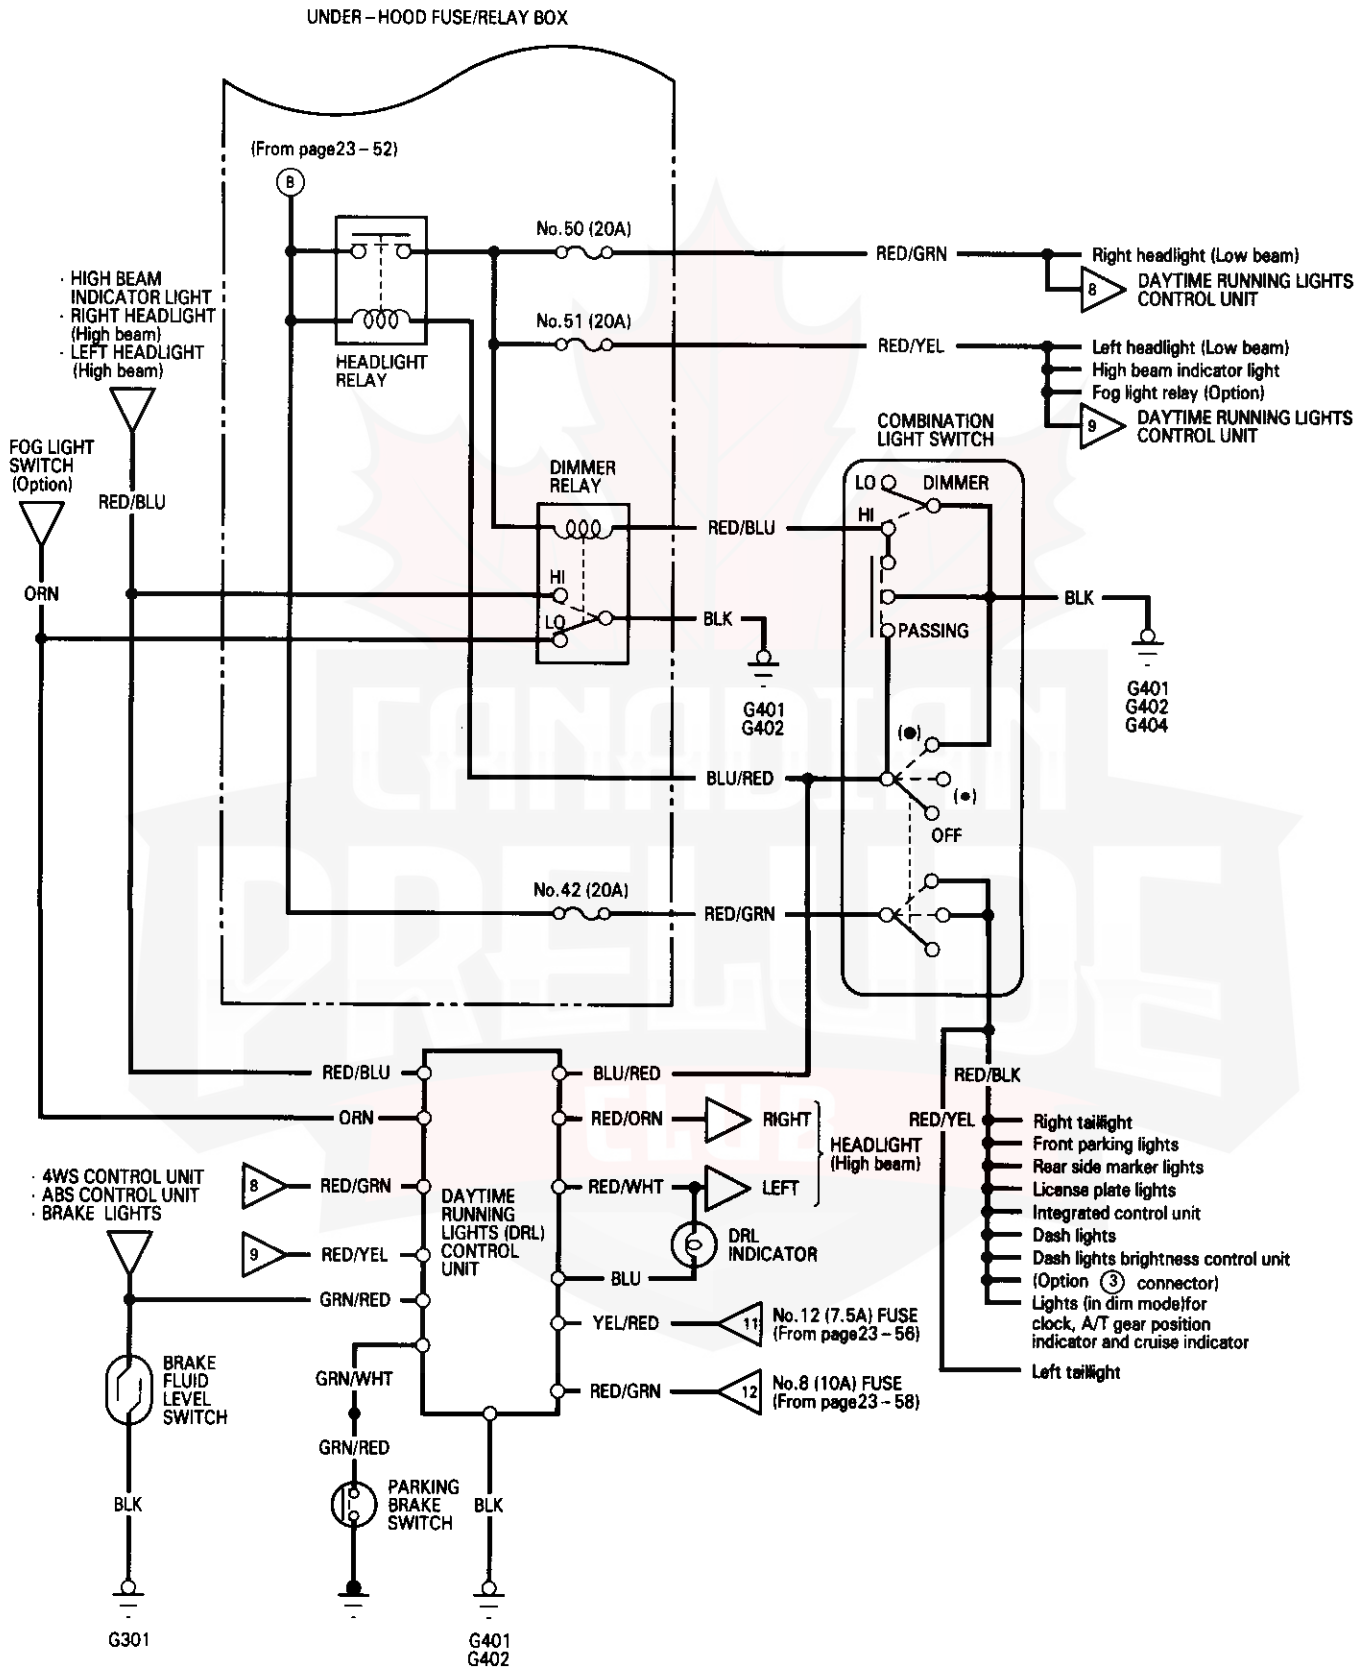 UNDER-HOOD FUSE/RELAY BOX
(From page23-52)
B
No.50 (20A)
RED/GRN
Right headlight (Low beam)
8
DAYTIME RUNNING LIGHTS
CONTROL UNIT
· HIGH BEAM
INDICATOR LIGHT
· RIGHT HEADLIGHT
(High beam)
· LEFT HEADLIGHT
(High beam)
HEADLIGHT
RELAY
No.51 (20A)
RED/YEL
Left headlight (Low beam)
High beam indicator light
Fog light relay (Option)
9
DAYTIME RUNNING LIGHTS
CONTROL UNIT
FOG LIGHT
SWITCH
(Option)
RED/BLU
ORN
COMBINATION
LIGHT SWITCH
DIMMER
RELAY
LO
DIMMER
HI
RED/BLU
HI
LO
BLK
G401
G402
PASSING
BLK
G401
G402
G404
BLU/RED
(●)
(•)
OFF
No.42 (20A)
RED/GRN
CANADIAN
PRELUDE
CLUB
RED/BLU
BLU/RED
RED/BLK
ORN
RED/ORN
RIGHT
HEADLIGHT
(High beam)
RED/YEL
Right taillight
Front parking lights
Rear side marker lights
License plate lights
Integrated control unit
Dash lights
Dash lights brightness control unit
(Option 3 connector)
Lights (in dim mode)for
clock, A/T gear position
indicator and cruise indicator
Left taillight
· 4WS CONTROL UNIT
· ABS CONTROL UNIT
· BRAKE LIGHTS
8
RED/GRN
RED/WHT
LEFT
DAYTIME
RUNNING
LIGHTS (DRL)
CONTROL
UNIT
9
RED/YEL
DRL
INDICATOR
BLU
GRN/RED
YEL/RED
11
No.12 (7.5A) FUSE
(From page23-56)
BRAKE
FLUID
LEVEL
SWITCH
GRN/WHT
RED/GRN
12
No.8 (10A) FUSE
(From page23-58)
GRN/RED
PARKING
BRAKE
SWITCH
BLK
BLK
G301
G401
G402